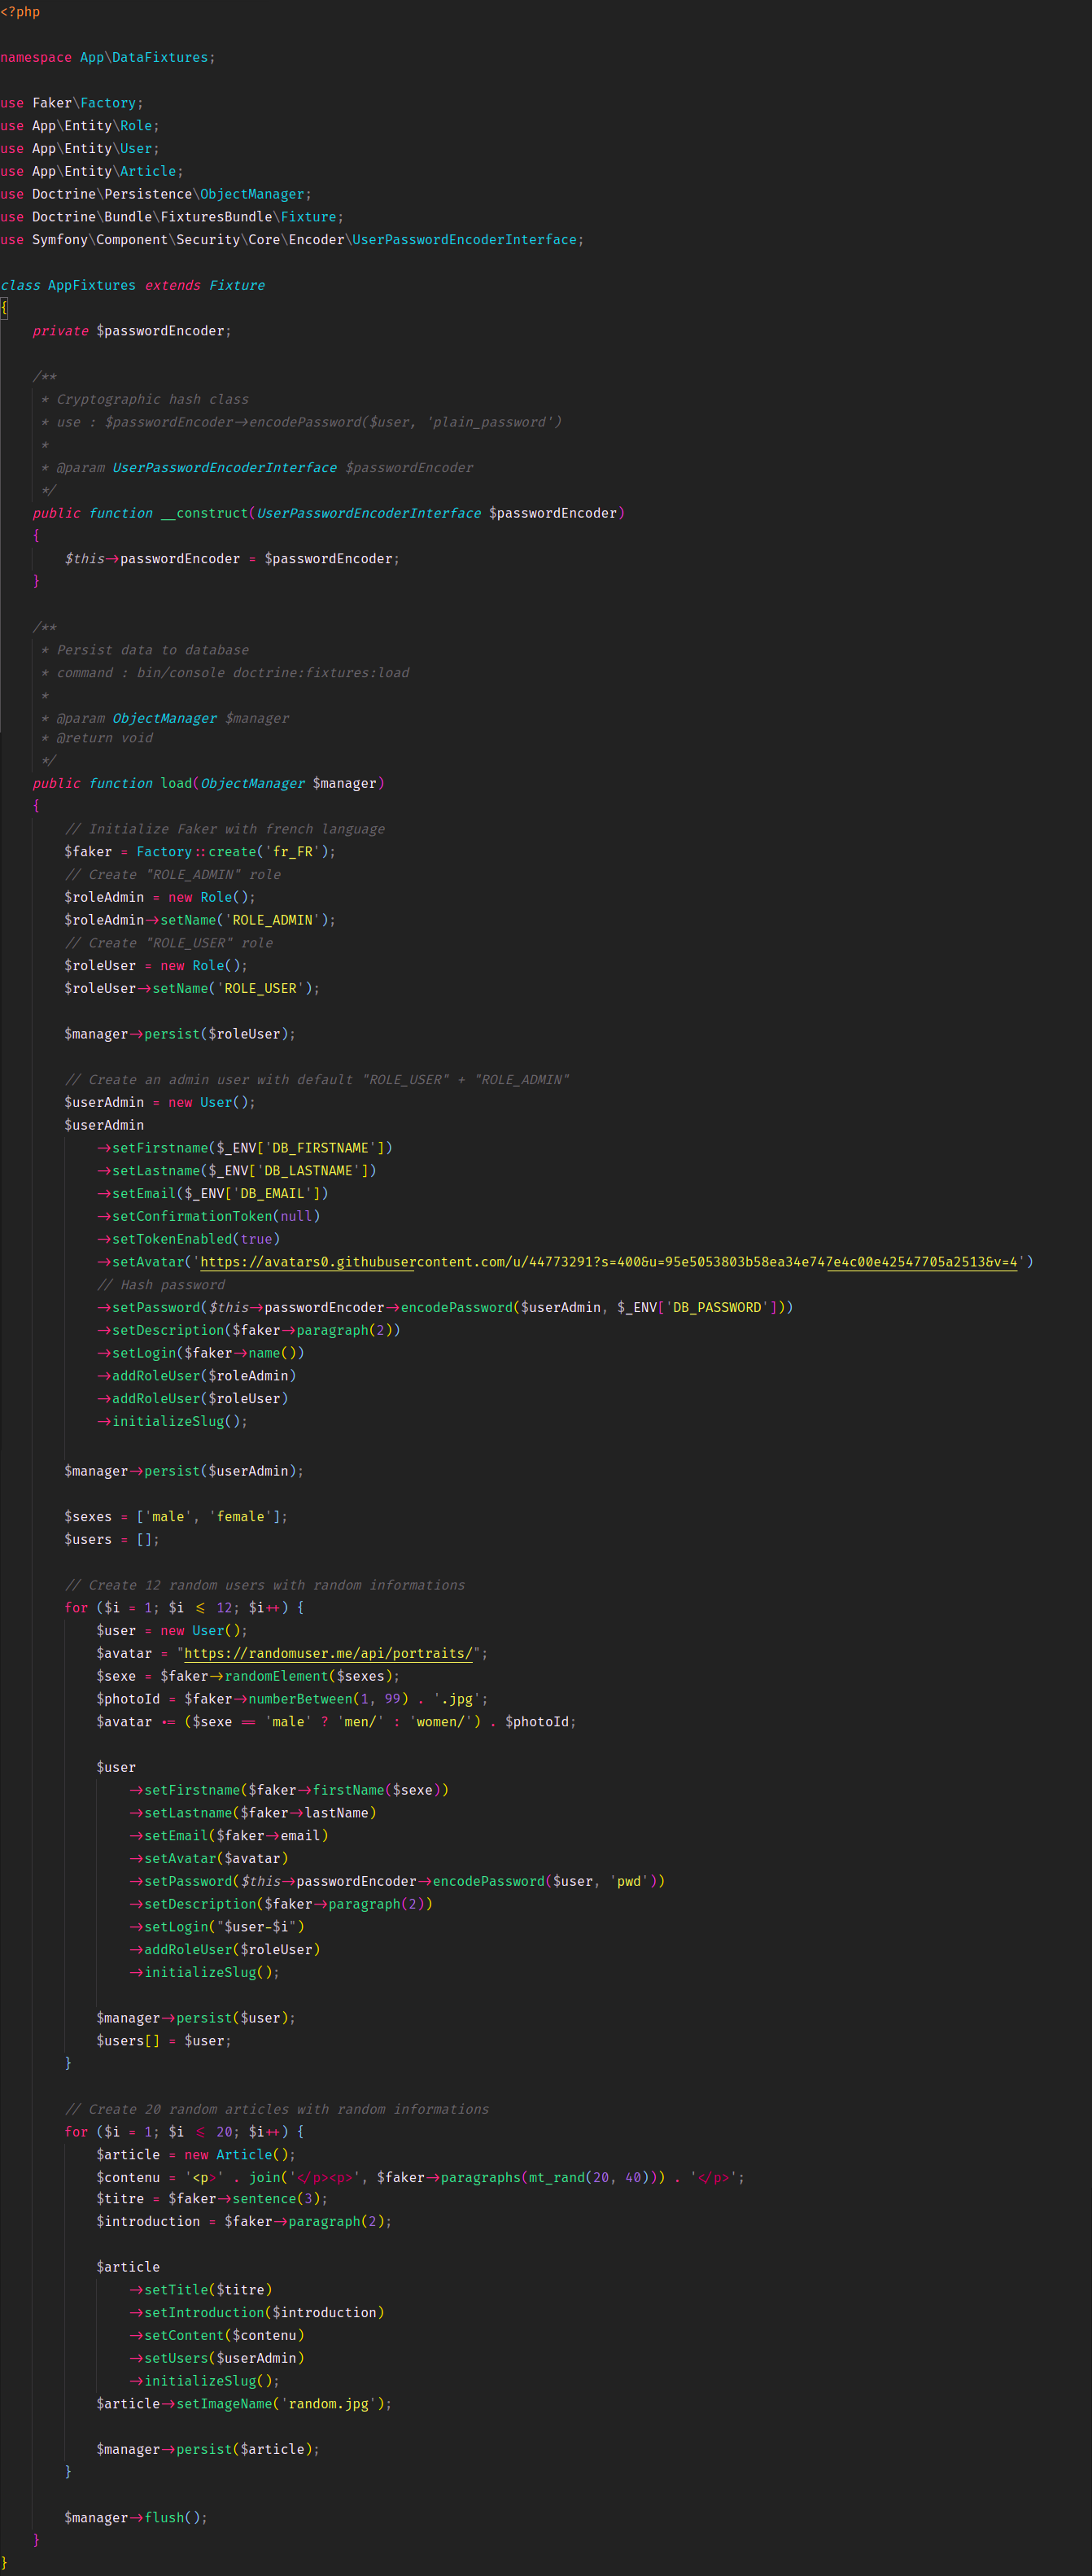 <?php
namespace App\DataFixtures;
use Faker\Factory;
use App\Entity\Role;
use App\Entity\User;
use App\Entity\Article;
use Doctrine\Persistence\ObjectManager;
use Doctrine\Bundle\FixturesBundle\Fixture;
use Symfony\Component\Security\Core\Encoder\UserPasswordEncoderInterface;
class AppFixtures extends Fixture
{
private $passwordEncoder;
/**
* Cryptographic hash class
* use : $passwordEncoder->encodePassword($user, 'plain_password')
*
* @param UserPasswordEncoderInterface $passwordEncoder
*/
public function __construct(UserPasswordEncoderInterface $passwordEncoder)
{
$this->passwordEncoder = $passwordEncoder;
}
/**
* Persist data to database
* command : bin/console doctrine:fixtures:load
*
* @param ObjectManager $manager
* @return void
*/
public function load(ObjectManager $manager)
{
// Initialize Faker with french language
$faker = Factory::create('fr_FR');
// Create "ROLE_ADMIN" role
$roleAdmin = new Role();
$roleAdmin->setName('ROLE_ADMIN');
// Create "ROLE_USER" role
$roleUser = new Role();
$roleUser->setName('ROLE_USER');
$manager->persist($roleUser);
// Create an admin user with default "ROLE_USER" + "ROLE_ADMIN"
$userAdmin = new User();
$userAdmin
->setFirstname($_ENV['DB_FIRSTNAME'])
->setLastname($_ENV['DB_LASTNAME'])
->setEmail($_ENV['DB_EMAIL'])
->setConfirmationToken(null)
->setTokenEnabled(true)
->setAvatar('https://avatars0.githubusercontent.com/u/44773291?s=400&u=95e5053803b58ea34e747e4c00e42547705a2513&v=4')
// Hash password
->setPassword($this->passwordEncoder->encodePassword($userAdmin, $_ENV['DB_PASSWORD']))
->setDescription($faker->paragraph(2))
->setLogin($faker->name())
->addRoleUser($roleAdmin)
->addRoleUser($roleUser)
->initializeSlug();
$manager->persist($userAdmin);
$sexes = ['male', 'female'];
$users = [];
// Create 12 random users with random informations
for ($i = 1; $i <= 12; $i++) {
$user = new User();
$avatar = "https://randomuser.me/api/portraits/";
$sexe = $faker->randomElement($sexes);
$photoId = $faker->numberBetween(1, 99) . '.jpg';
$avatar .= ($sexe == 'male' ? 'men/' : 'women/') . $photoId;
$user
->setFirstname($faker->firstName($sexe))
->setLastname($faker->lastName)
->setEmail($faker->email)
->setAvatar($avatar)
->setPassword($this->passwordEncoder->encodePassword($user, 'pwd'))
->setDescription($faker->paragraph(2))
->setLogin("$user-$i")
->addRoleUser($roleUser)
->initializeSlug();
$manager->persist($user);
$users[] = $user;
}
// Create 20 random articles with random informations
for ($i = 1; $i <= 20; $i++) {
$article = new Article();
$contenu = '<p>' . join('</p><p>', $faker->paragraphs(mt_rand(20, 40))) . '</p>';
$titre = $faker->sentence(3);
$introduction = $faker->paragraph(2);
$article
->setTitle($titre)
->setIntroduction($introduction)
->setContent($contenu)
->setUsers($userAdmin)
->initializeSlug();
$article->setImageName('random.jpg');
$manager->persist($article);
}
$manager->flush();
}
}